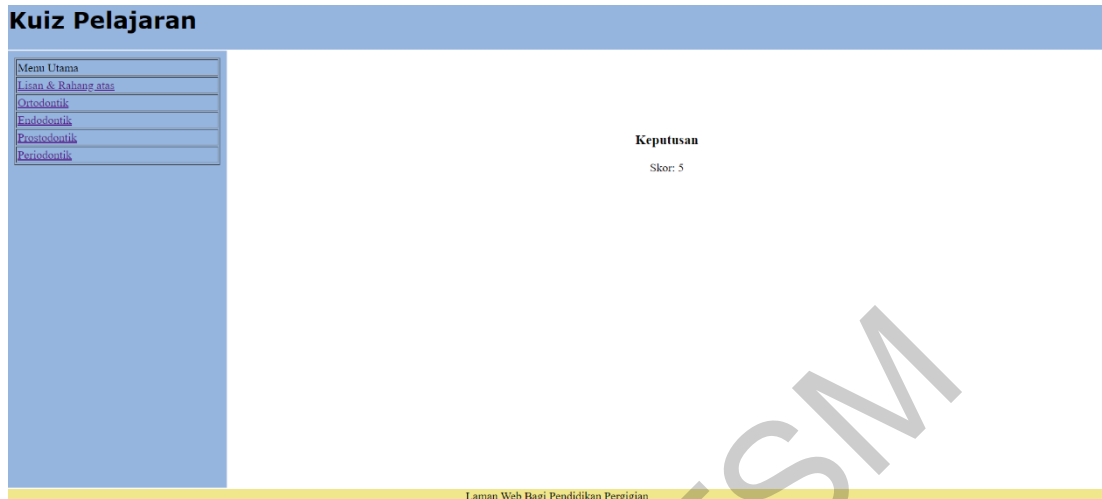 Kuiz Pelajaran
Menu Utama
Lisan & Rahang atas
Ortodontik
Endodontik
Prostodontik
Periodontik
Keputusan
Skor: 5
Laman Web Bagi Pendidikan Pergigian
SM